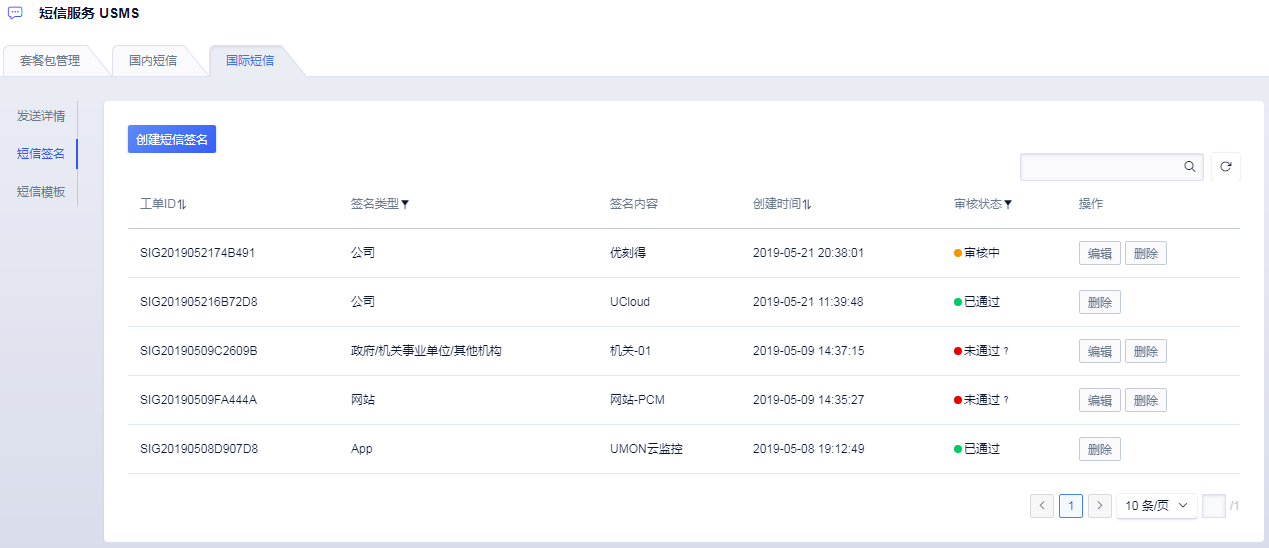 短信服务 USMS
套餐包管理 国内短信 国际短信
发送详情
短信签名
短信模板
创建短信签名
工单ID 签名类型 签名内容 创建时间 审核状态 操作
SIG2019052174B491 公司 优刻得 2019-05-21 20:38:01 审核中 编辑 删除
SIG201905216B72D8 公司 UCloud 2019-05-21 11:39:48 已通过 删除
SIG20190509C2609B 政府/机关事业单位/其他机构 机关-01 2019-05-09 14:37:15 未通过 ? 编辑 删除
SIG20190509FA444A 网站 网站-PCM 2019-05-09 14:35:27 未通过 ? 编辑 删除
SIG20190508D907D8 App UMON云监控 2019-05-08 19:12:49 已通过 删除
1 10 条/页 /1